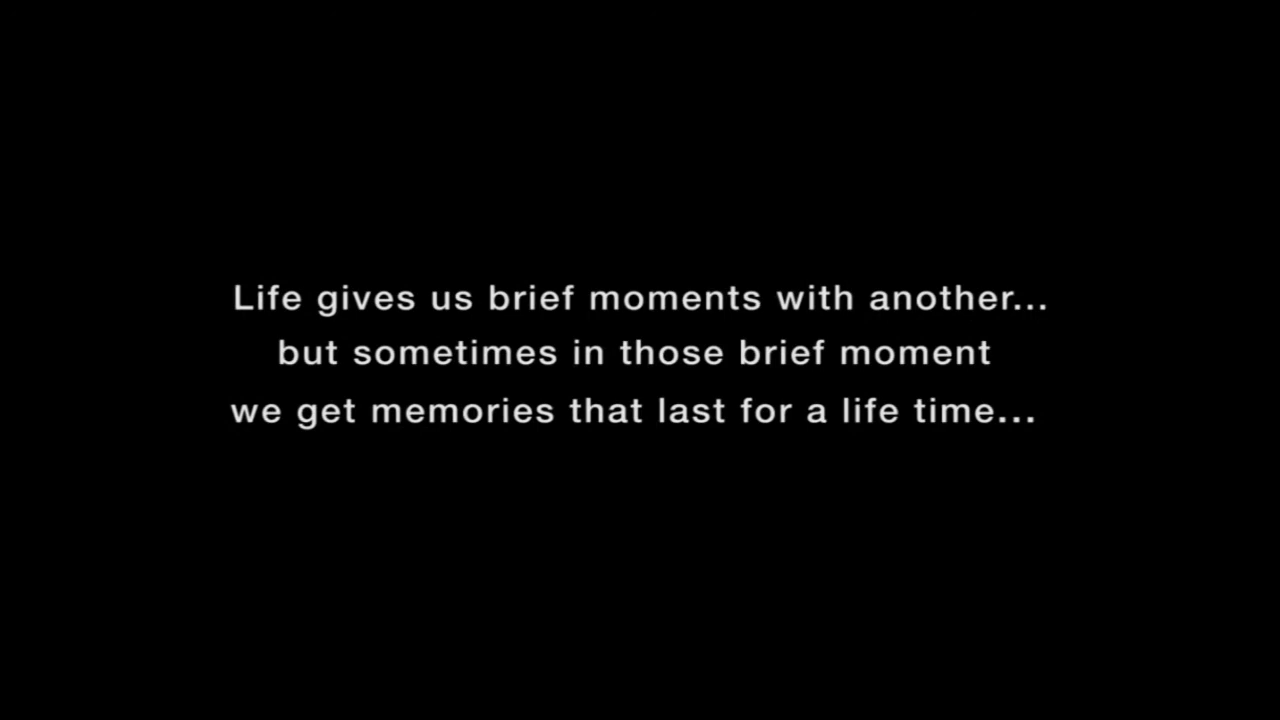 Life gives us brief moments with another...
but sometimes in those brief moment
we get memories that last for a life time...